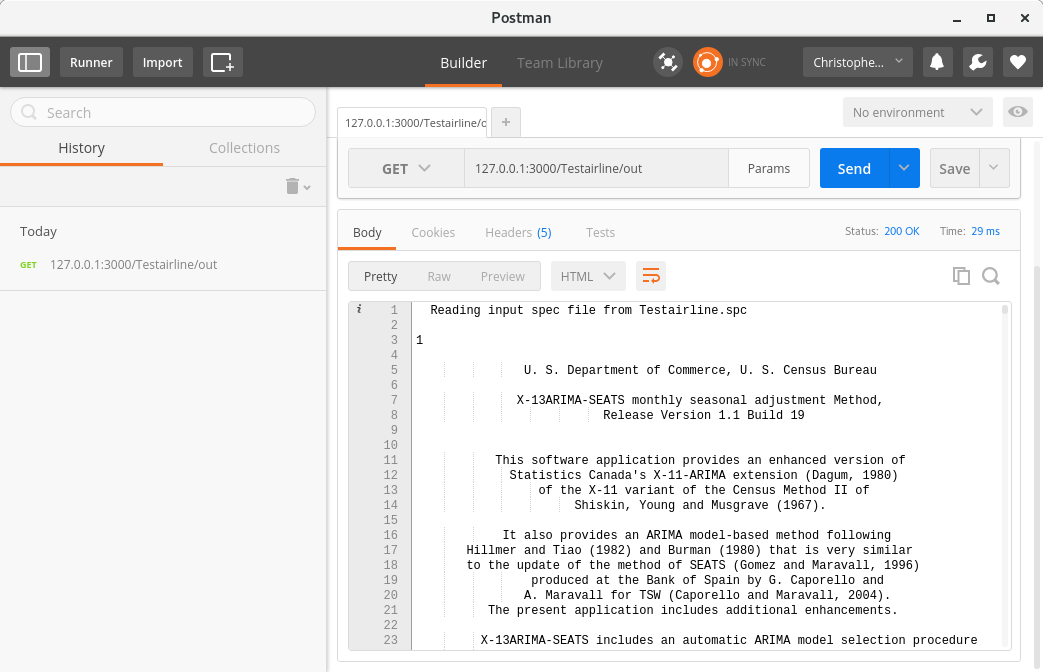 Postman
Runner
Import
Builder
Team Library
IN SYNC
Christophe...
Search
History
Collections
Today
GET 127.0.0.1:3000/Testairline/out
127.0.0.1:3000/Testairline/c
+
No environment
GET
127.0.0.1:3000/Testairline/out
Params
Send
Save
Body
Cookies
Headers (5)
Tests
Status: 200 OK
Time: 29 ms
Pretty
Raw
Preview
HTML
i 1 Reading input spec file from Testairline.spc
2
3 1
4
5 U. S. Department of Commerce, U. S. Census Bureau
6
7 X-13ARIMA-SEATS monthly seasonal adjustment Method,
8 Release Version 1.1 Build 19
9
10
11 This software application provides an enhanced version of
12 Statistics Canada's X-11-ARIMA extension (Dagum, 1980)
13 of the X-11 variant of the Census Method II of
14 Shiskin, Young and Musgrave (1967).
15
16 It also provides an ARIMA model-based method following
17 Hillmer and Tiao (1982) and Burman (1980) that is very similar
18 to the update of the method of SEATS (Gomez and Maravall, 1996)
19 produced at the Bank of Spain by G. Caporello and
20 A. Maravall for TSW (Caporello and Maravall, 2004).
21 The present application includes additional enhancements.
22
23 X-13ARIMA-SEATS includes an automatic ARIMA model selection procedure